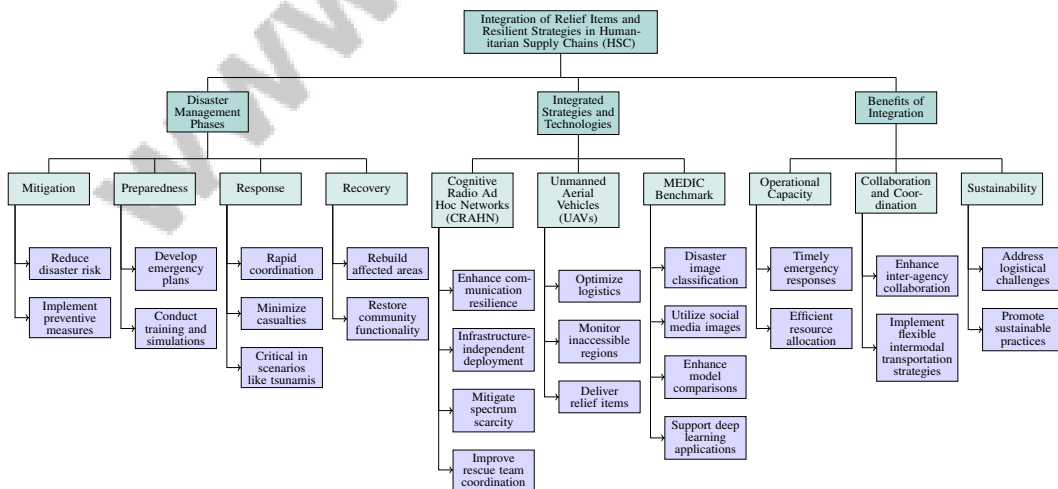 Integration of Relief Items and
Resilient Strategies in Human-
itarian Supply Chains (HSC)
Disaster
Management
Phases
Integrated
Strategies and
Technologies
Benefits of
Integration
Mitigation
Preparedness
Response
Recovery
Cognitive
Radio Ad
Hoc Networks
(CRAHN)
Unmanned
Aerial
Vehicles
(UAVs)
MEDIC
Benchmark
Operational
Capacity
Collaboration
and Coor-
dination
Sustainability
Reduce
disaster risk
Implement
preventive
measures
Develop
emergency
plans
Conduct
training and
simulations
Rapid
coordination
Minimize
casualties
Critical in
scenarios
like tsunamis
Rebuild
affected areas
Restore
community
functionality
Enhance com-
munication
resilience
Infrastructure-
independent
deployment
Mitigate
spectrum
scarcity
Improve
rescue team
coordination
Optimize
logistics
Monitor
inaccessible
regions
Deliver
relief items
Disaster
image
classification
Utilize social
media images
Enhance
model
comparisons
Support deep
learning
applications
Timely
emergency
responses
Efficient
resource
allocation
Enhance
inter-agency
collaboration
Implement
flexible
intermodal
transportation
strategies
Address
logistical
challenges
Promote
sustainable
practices
www